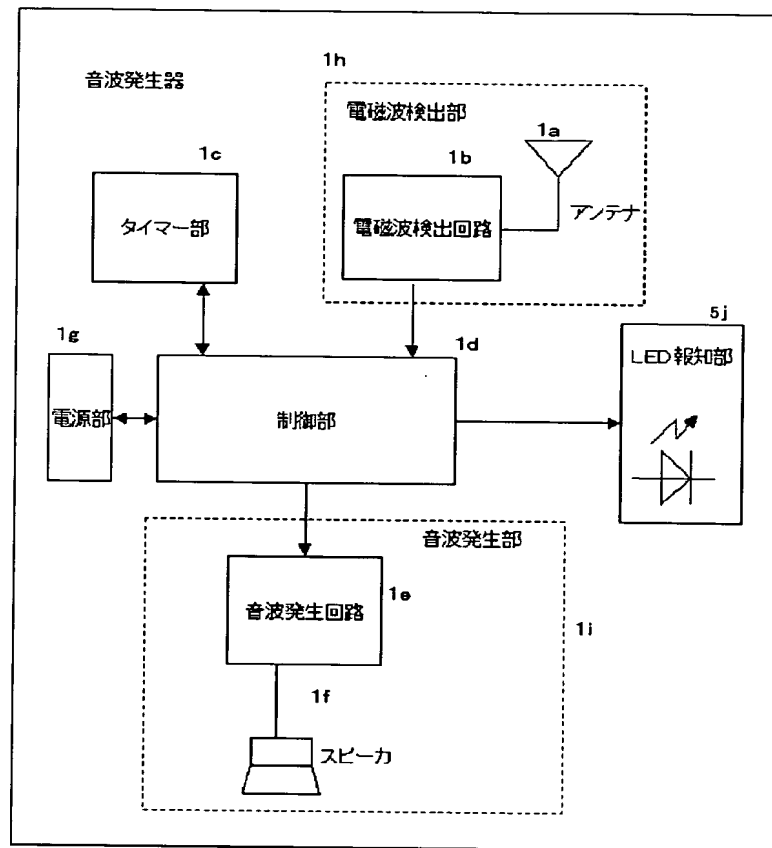 音波発生器
1h
電磁波検出部
1a
アンテナ
1b
電磁波検出回路
1c
タイマー部
1g
電源部
1d
制御部
5j
LED報知部
音波発生部
1i
1e
音波発生回路
1f
スピーカ